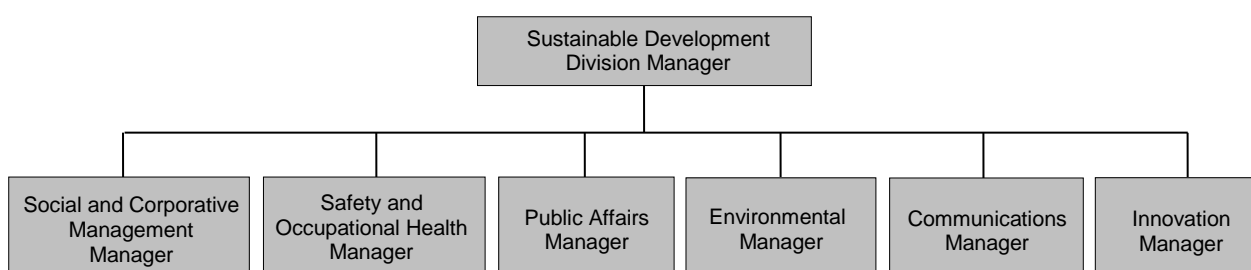 Sustainable Development
Division Manager
Social and Corporative
Management
Manager
Safety and
Occupational Health
Manager
Public Affairs
Manager
Environmental
Manager
Communications
Manager
Innovation
Manager